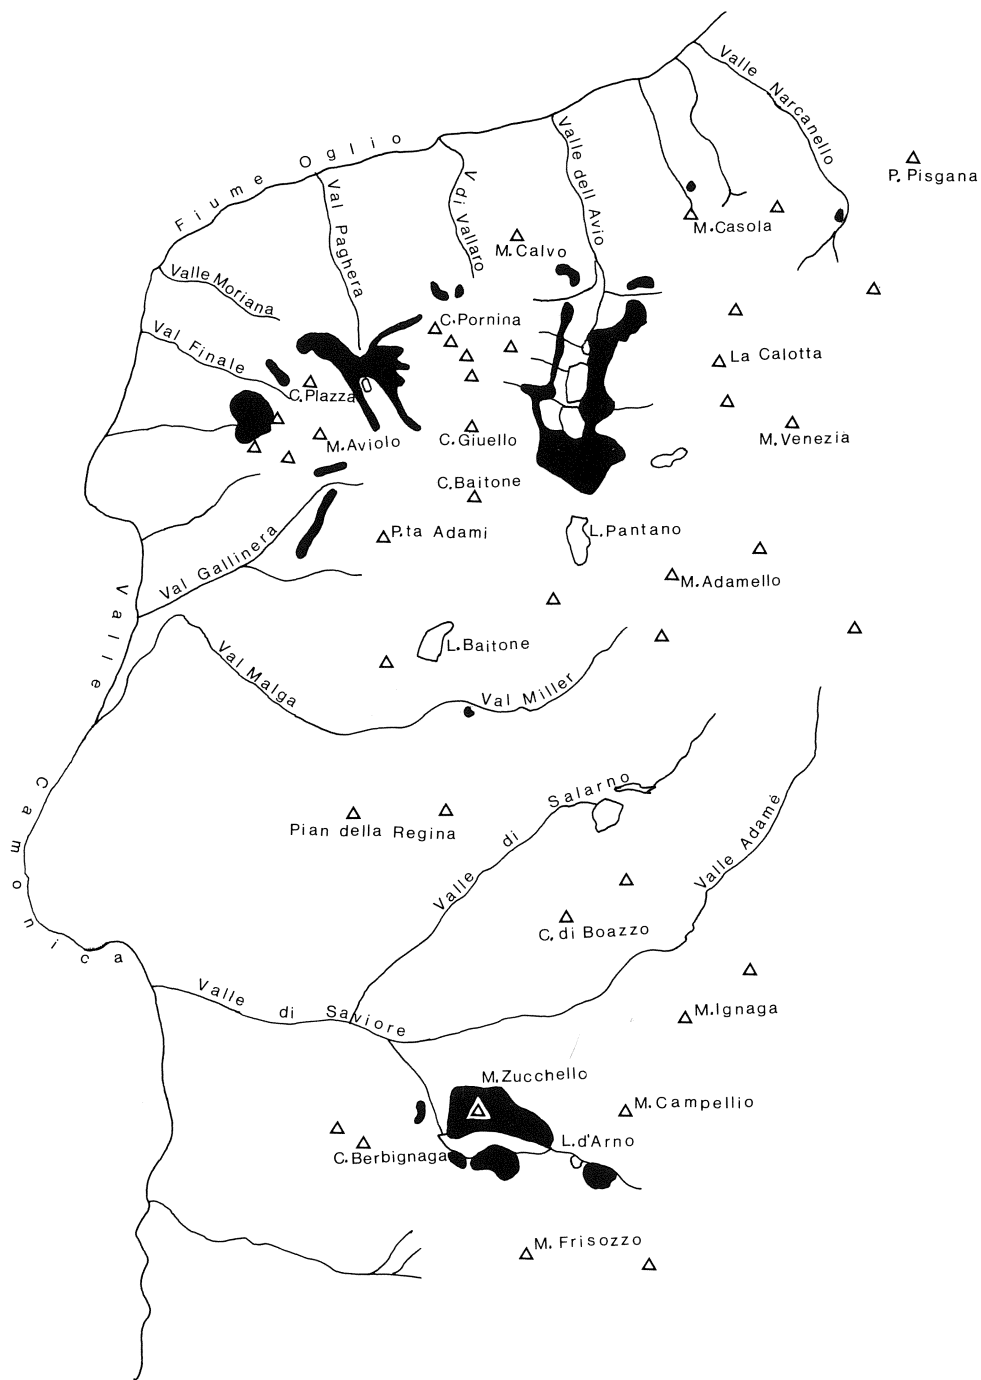 Valle Narcanello
P. Pisgana
Fiume Oglio
Val Paghera
V. di Vallaro
Valle dell Avio
M.Casola
M.Calvo
Valle Moriana
C.Pornina
Val Finale
La Calotta
C.Plazza
M.Aviolo
C.Giuello
M.Venezia
C.Baitone
P.ta Adami
L.Pantano
Val Gallinera
M.Adamello
Valle Camonica
L.Baitone
Val Malga
Val Miller
Valle di Salarno
Pian della Regina
Valle Adamé
C. di Boazzo
Valle di Saviore
M.Ignaga
M.Zucchello
M.Campellio
L.d'Arno
C.Berbignaga
M. Frisozzo